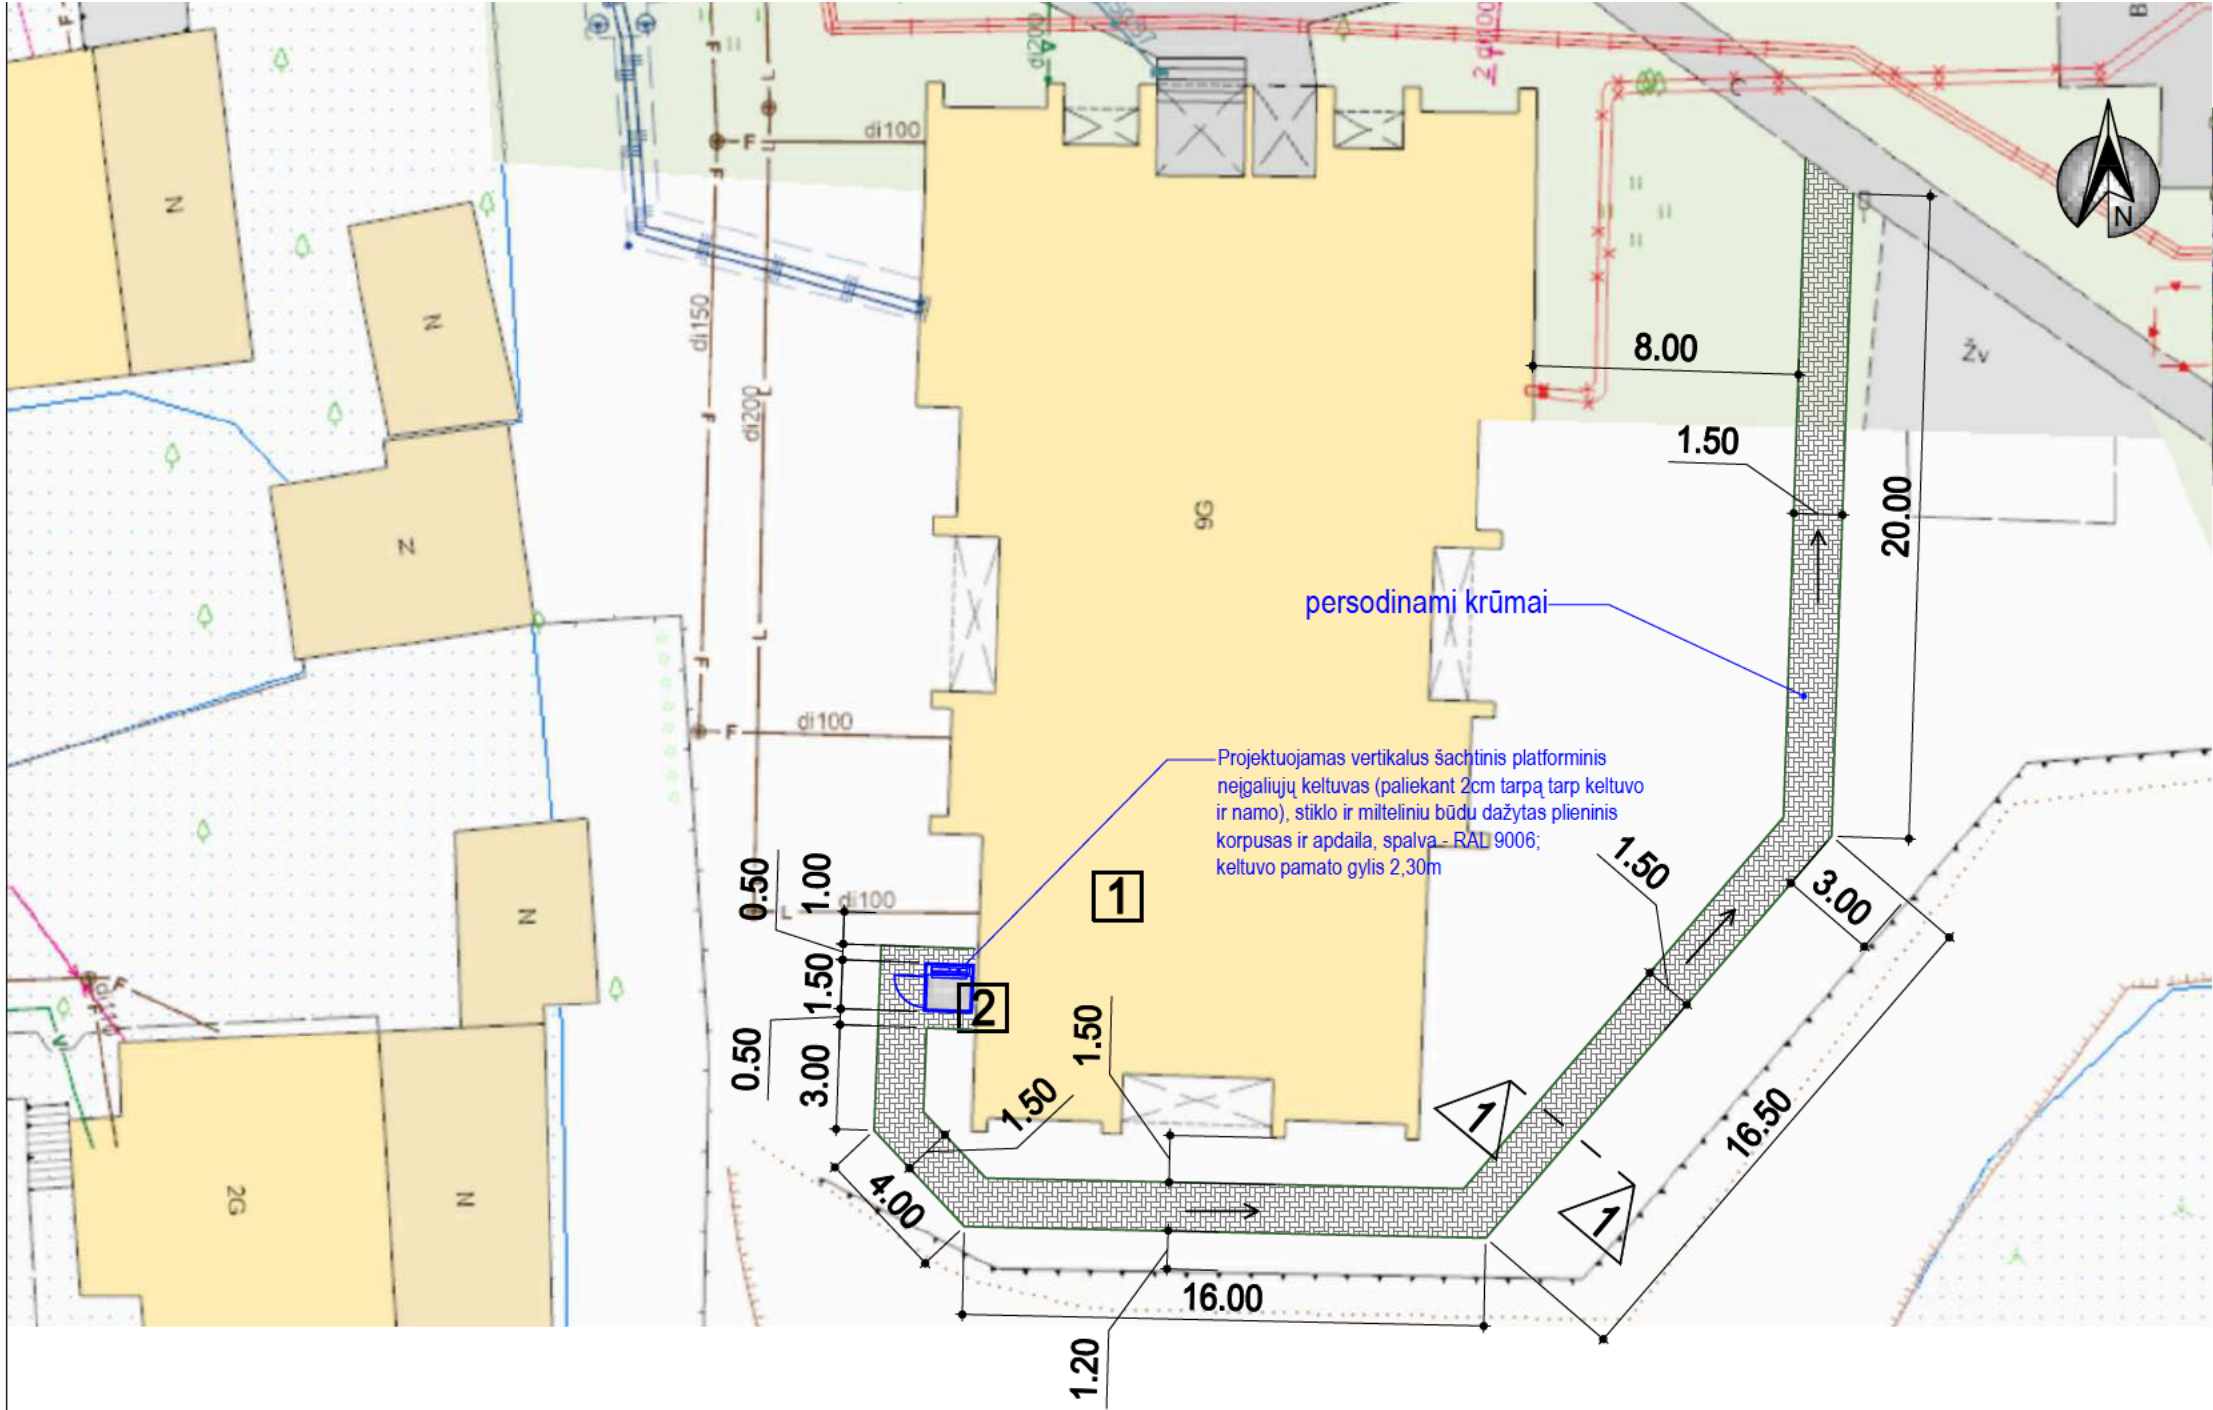 di200
2 di100
di100
N
N
N
8.00
Žv
di150
1.50
di200
20.00
9G
N
N
persodinami krūmai
di100
Projektuojamas vertikalus šachtinis platforminis
neįgaliųjų keltuvas (paliekant 2cm tarpą tarp keltuvo
ir namo), stiklo ir milteliniu būdu dažytas plieninis
korpusas ir apdaila, spalva - RAL 9006;
keltuvo pamato gylis 2,30m
1.50
0.50
1.00
di100
1
3.00
N
1.50
2
0.50
3.00
1.50
1.50
1
16.50
4.00
2G
N
1
16.00
1.20